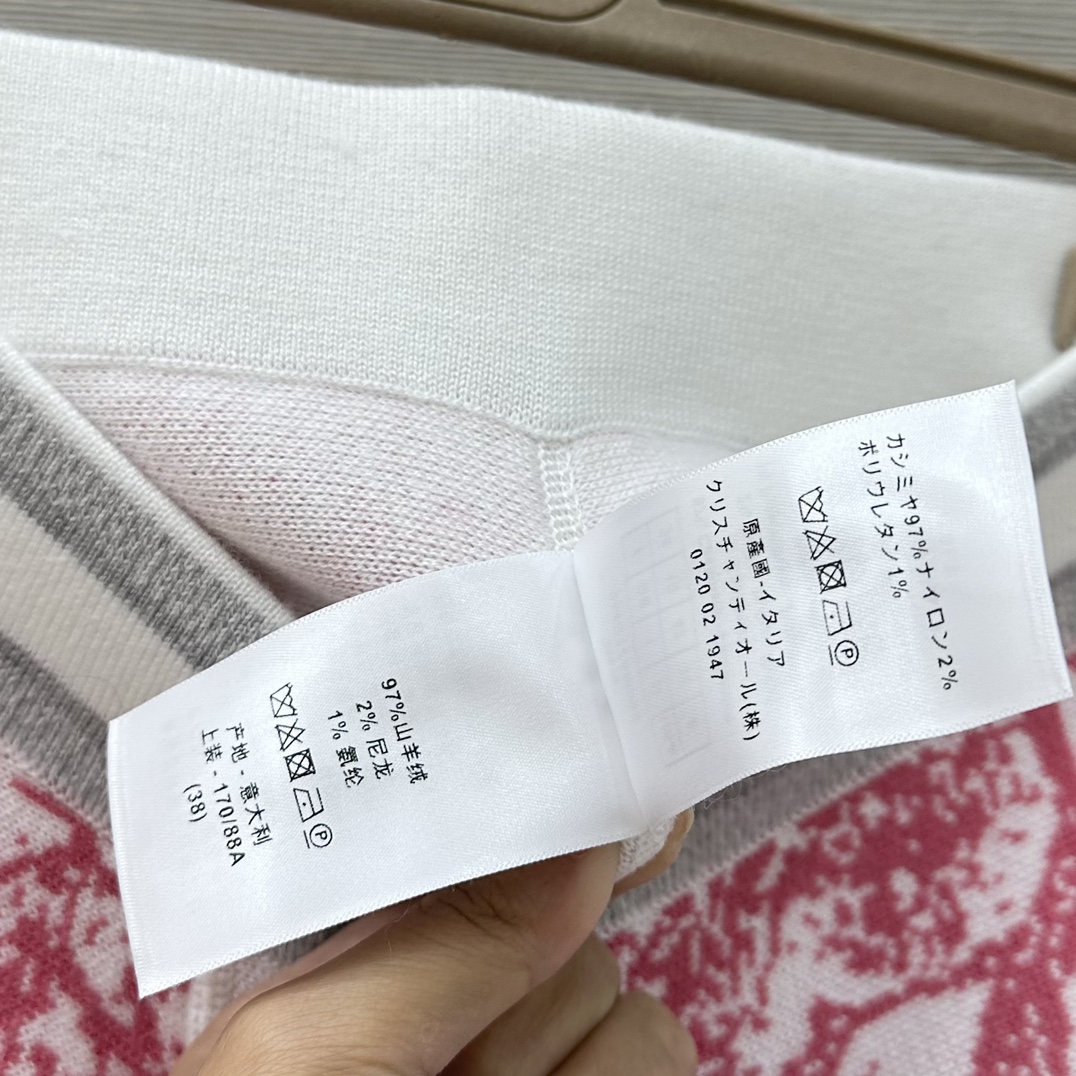 97%山羊绒
2% 尼龙
1% 氨纶
产地 - 意大利
上装 - 170/88A
(38)
カシミヤ97%ナイロン2%
ポリウレタン1%
P
原產國-イタリア
クリスチャンディオール(株)
0120 02 1947
P